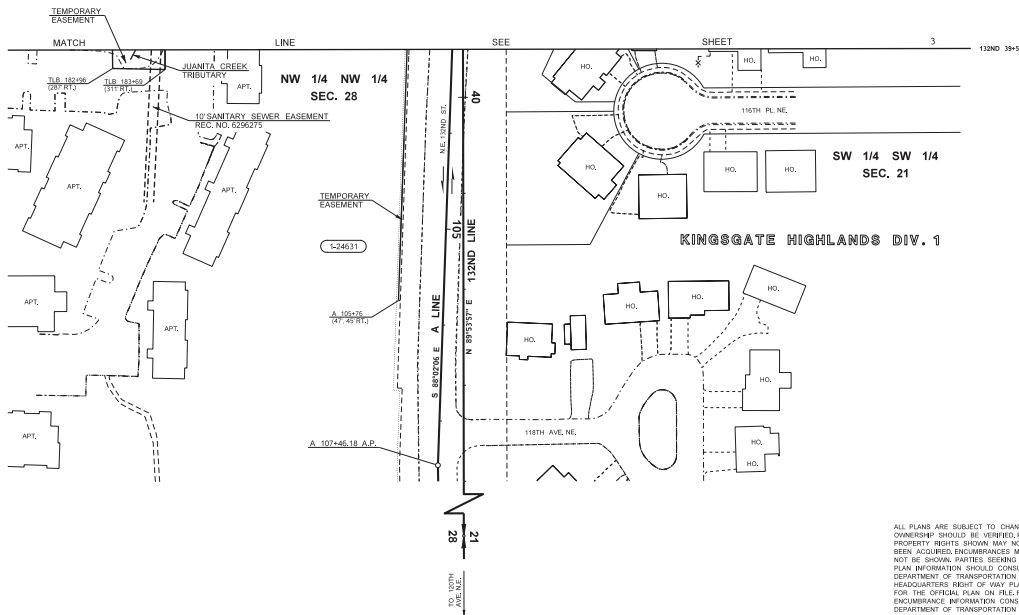 TEMPORARY
EASEMENT
MATCH LINE SEE SHEET 3
132ND 39+5
JUANITA CREEK
TRIBUTARY
TLB 182+96
(287' RT.)
TLB 183+69
(311' RT.)
APT.
NW 1/4 NW 1/4
SEC. 28
10' SANITARY SEWER EASEMENT
REC. NO. 6296275
APT.
APT.
APT.
APT.
APT.
APT.
N.E. 132ND ST.
40
TEMPORARY
EASEMENT
1-24631
105
132ND LINE
A 105+76
(47', 45' RT.)
S 88°02'06 E A LINE
N 89°53'57" E
A 107+46.18 A.P.
HO.
HO.
HO.
116TH PL NE.
HO.
HO.
HO.
HO.
SW 1/4 SW 1/4
SEC. 21
KINGSGATE HIGHLANDS DIV. 1
HO.
HO.
HO.
HO.
HO.
118TH AVE. NE.
HO.
HO.
28 21
TO 120TH
AVE. N.E.
ALL PLANS ARE SUBJECT TO CHAN
OWNERSHIP SHOULD BE VERIFIED.
PROPERTY RIGHTS SHOWN MAY NO
BEEN ACQUIRED. ENCUMBRANCES M
NOT BE SHOWN. PARTIES SEEKING
PLAN INFORMATION SHOULD CONSU
DEPARTMENT OF TRANSPORTATION
HEADQUARTERS RIGHT OF WAY PLA
FOR THE OFFICIAL PLAN ON FILE. F
ENCUMBRANCE INFORMATION CONS
DEPARTMENT OF TRANSPORTATION